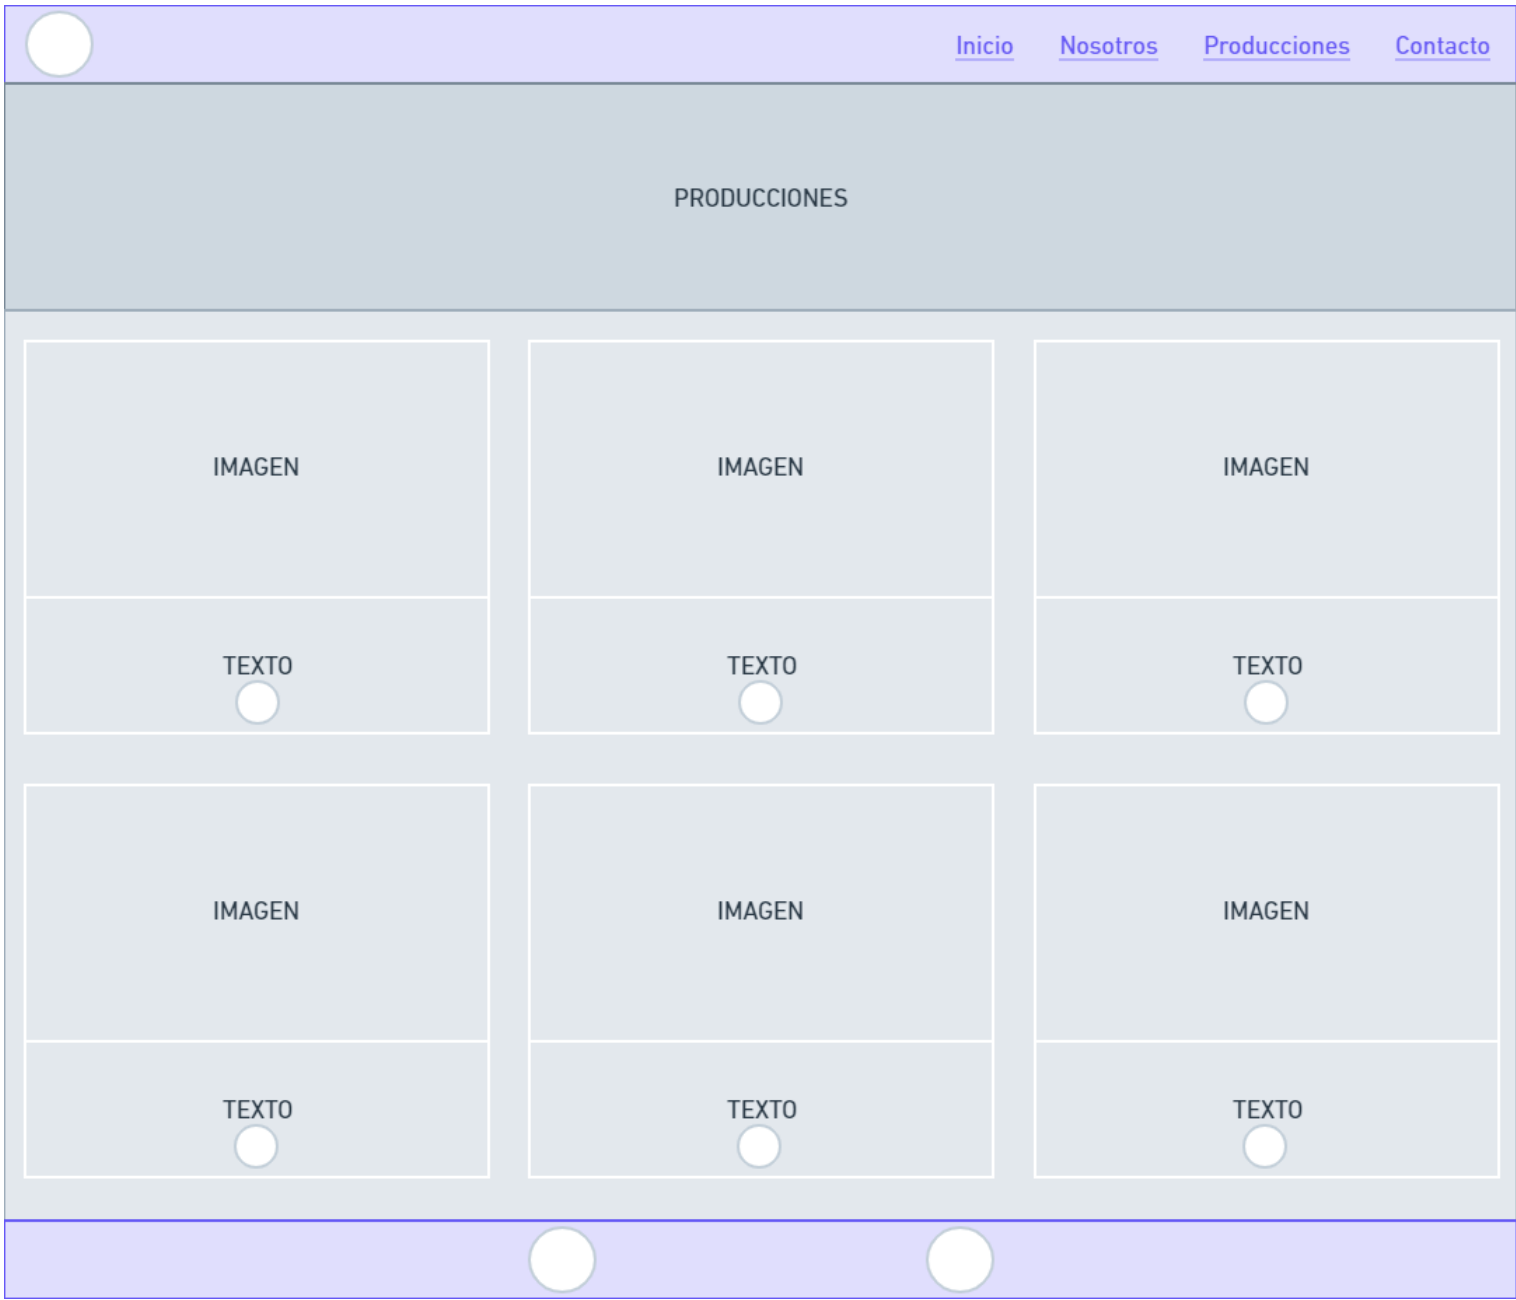 Inicio Nosotros Producciones Contacto
PRODUCCIONES
IMAGEN IMAGEN IMAGEN
TEXTO TEXTO TEXTO
IMAGEN IMAGEN IMAGEN
TEXTO TEXTO TEXTO